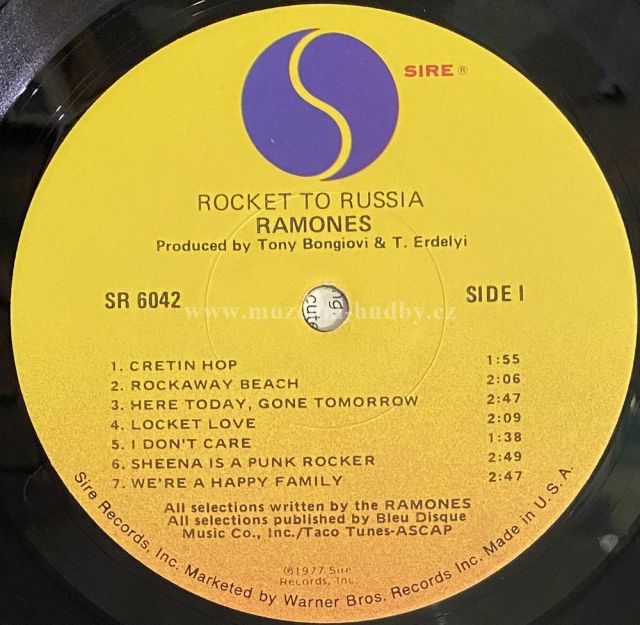 SIRE ®
ROCKET TO RUSSIA
RAMONES
Produced by Tony Bongiovi & T. Erdelyi
SR 6042
SIDE I
ng
cute
1. CRETIN HOP 1:55
2. ROCKAWAY BEACH 2:06
3. HERE TODAY, GONE TOMORROW 2:47
4. LOCKET LOVE 2:09
5. I DON'T CARE 1:38
6. SHEENA IS A PUNK ROCKER 2:49
7. WE'RE A HAPPY FAMILY 2:47
All selections written by the RAMONES
All selections published by Bleu Disque
Music Co., Inc./Taco Tunes-ASCAP
℗1977 Sire
Records, Inc.
Sire Records, Inc. Marketed by Warner Bros. Records Inc. Made in U.S.A.